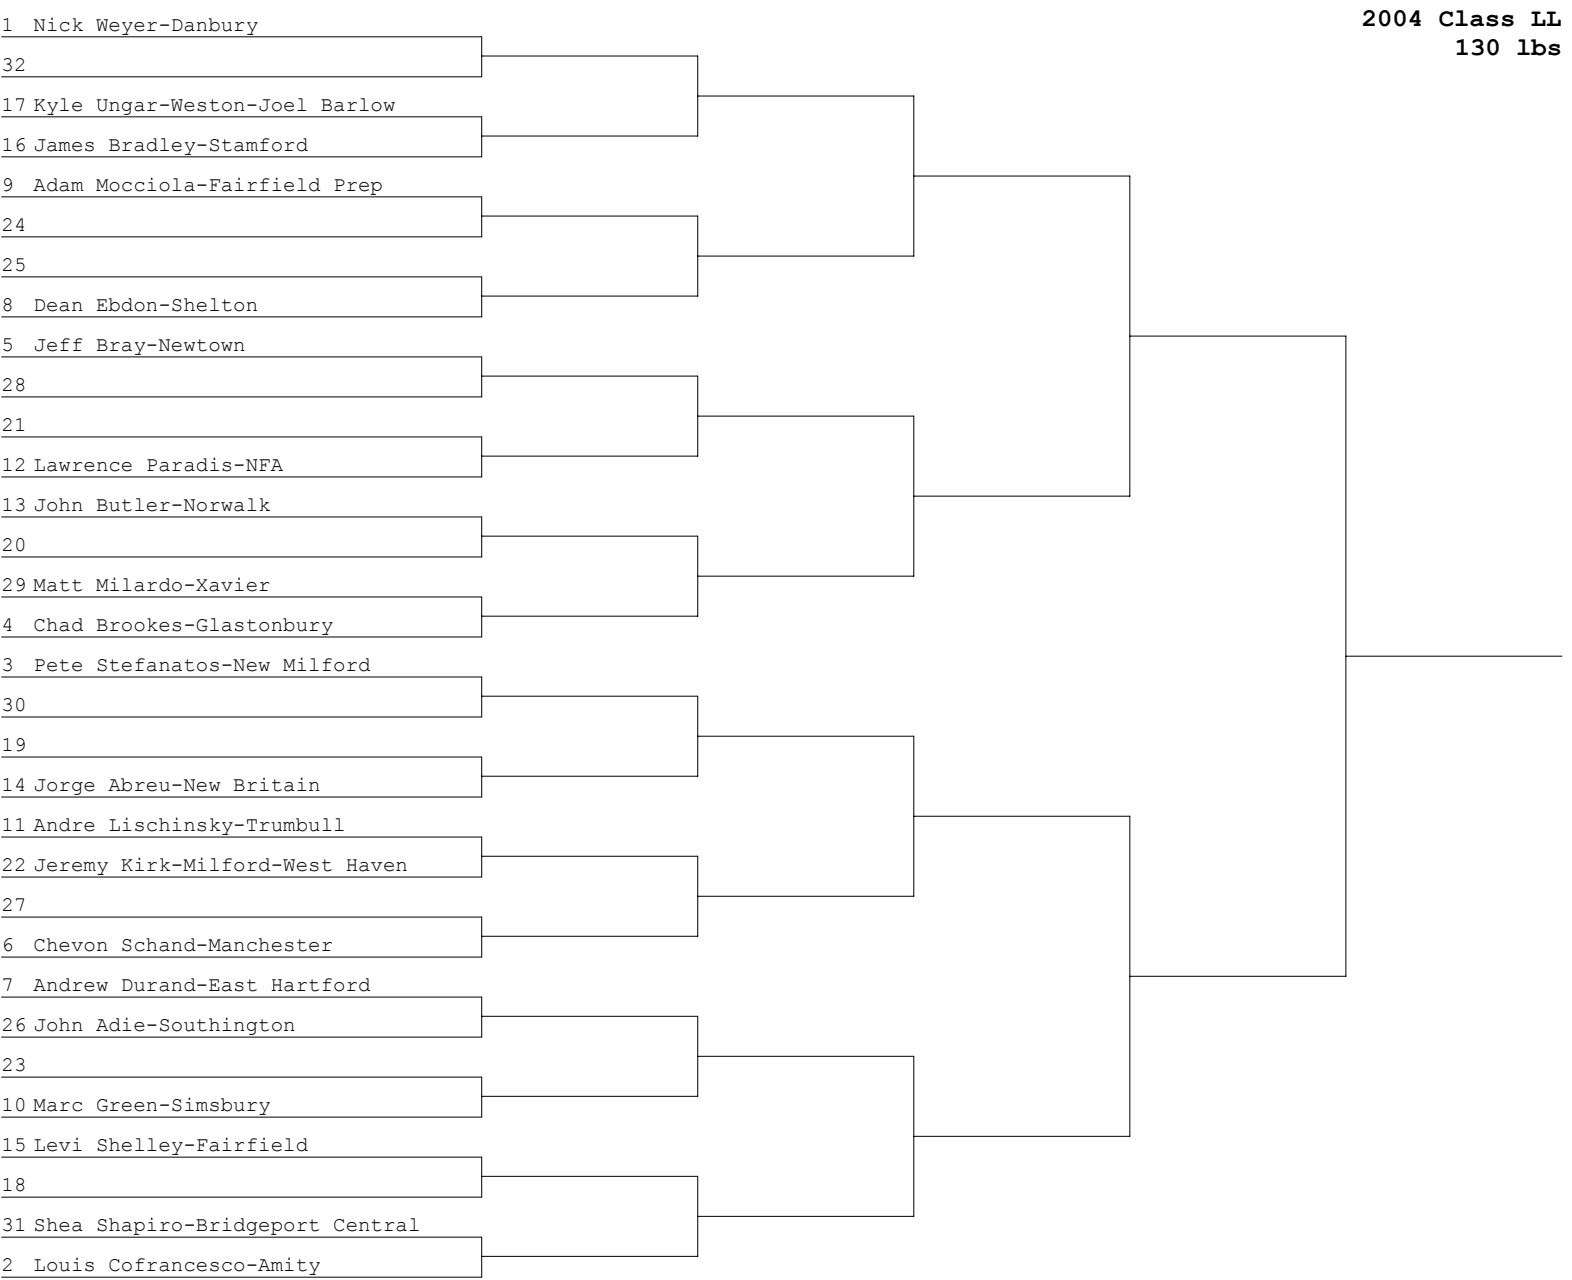 2004 Class LL
130 lbs
1 Nick Weyer-Danbury
32
17 Kyle Ungar-Weston-Joel Barlow
16 James Bradley-Stamford
9 Adam Mocciola-Fairfield Prep
24
25
8 Dean Ebdon-Shelton
5 Jeff Bray-Newtown
28
21
12 Lawrence Paradis-NFA
13 John Butler-Norwalk
20
29 Matt Milardo-Xavier
4 Chad Brookes-Glastonbury
3 Pete Stefanatos-New Milford
30
19
14 Jorge Abreu-New Britain
11 Andre Lischinsky-Trumbull
22 Jeremy Kirk-Milford-West Haven
27
6 Chevon Schand-Manchester
7 Andrew Durand-East Hartford
26 John Adie-Southington
23
10 Marc Green-Simsbury
15 Levi Shelley-Fairfield
18
31 Shea Shapiro-Bridgeport Central
2 Louis Cofrancesco-Amity